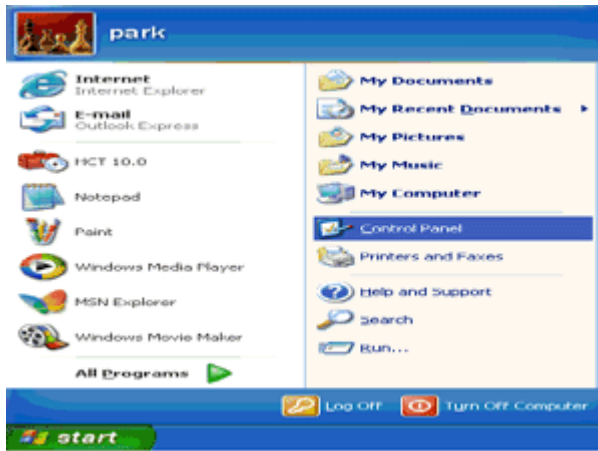 park
Internet
Internet Explorer
E-mail
Outlook Express
HCT 10.0
Notepad
Paint
Windows Media Player
MSN Explorer
Windows Movie Maker
All Programs
My Documents
My Recent Documents
My Pictures
My Music
My Computer
Control Panel
Printers and Faxes
Help and Support
Search
Run...
Log Off
Turn Off Computer
start